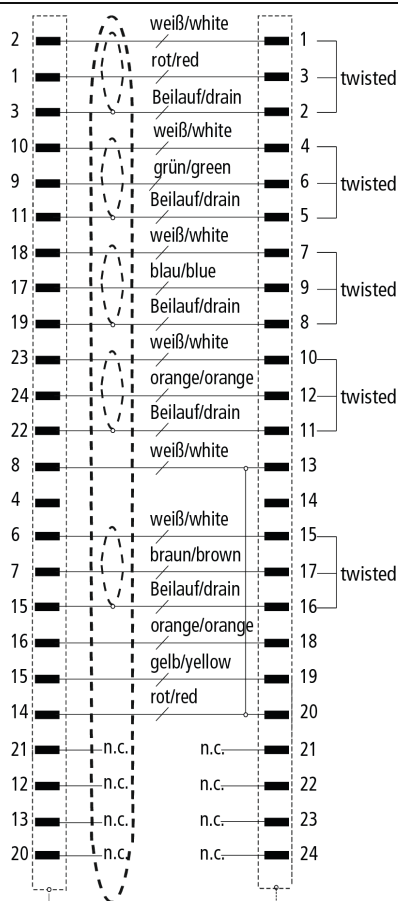 2 weiß/white 1
1 rot/red 3 twisted
3 Beilauf/drain 2
10 weiß/white 4
9 grün/green 6 twisted
11 Beilauf/drain 5
18 weiß/white 7
17 blau/blue 9 twisted
19 Beilauf/drain 8
23 weiß/white 10
24 orange/orange 12 twisted
22 Beilauf/drain 11
8 weiß/white 13
4 14
6 weiß/white 15
7 braun/brown 17 twisted
15 Beilauf/drain 16
16 orange/orange 18
15 gelb/yellow 19
14 rot/red 20
21 n.c. n.c. 21
12 n.c. n.c. 22
13 n.c. n.c. 23
20 n.c. n.c. 24